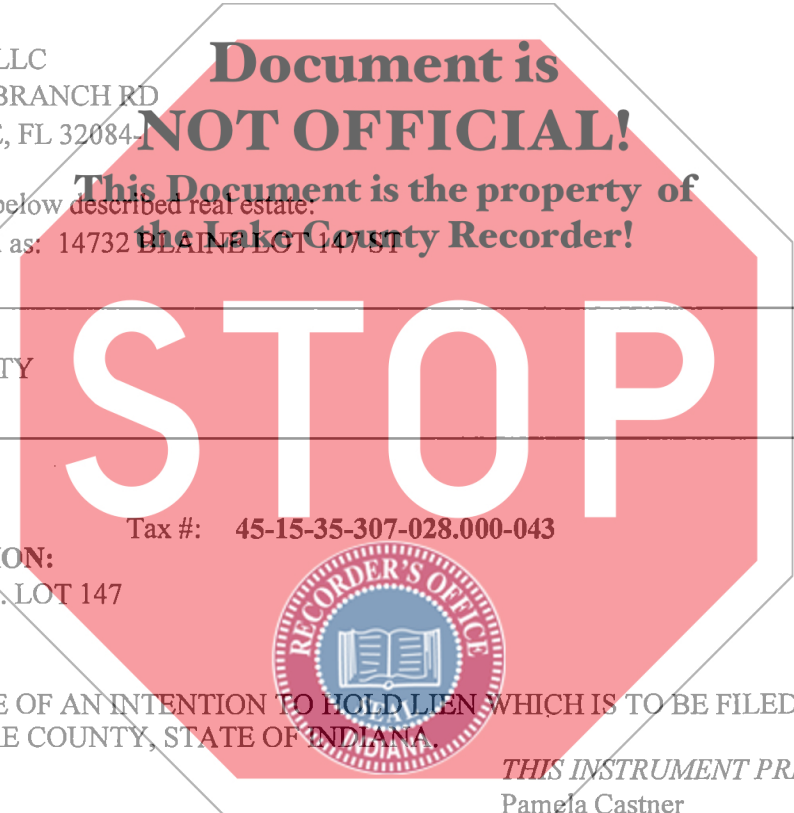 LLC
BRANCH RD
, FL 32084-
below described real estate:
as: 14732 BLAINE LOT 147 ST
Document is
NOT OFFICIAL!
This Document is the property of
the Lake County Recorder!
TY
STOP
Tax #: 45-15-35-307-028.000-043
ION:
. LOT 147
RECORDER'S OFFICE
SEAL
INDIANA
E OF AN INTENTION TO HOLD LIEN WHICH IS TO BE FILED
E COUNTY, STATE OF INDIANA.
THIS INSTRUMENT PR
Pamela Castner